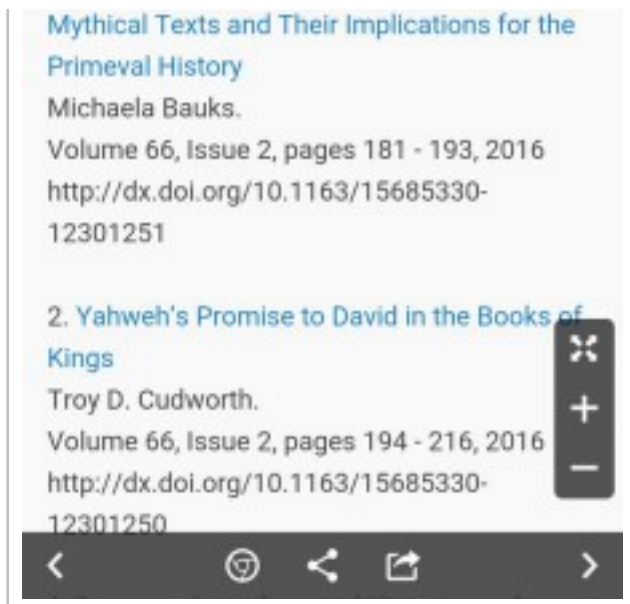 Mythical Texts and Their Implications for the
Primeval History
Michaela Bauks.
Volume 66, Issue 2, pages 181 - 193, 2016
http://dx.doi.org/10.1163/15685330-
12301251
2. Yahweh's Promise to David in the Books of
Kings
Troy D. Cudworth.
Volume 66, Issue 2, pages 194 - 216, 2016
http://dx.doi.org/10.1163/15685330-
12301250